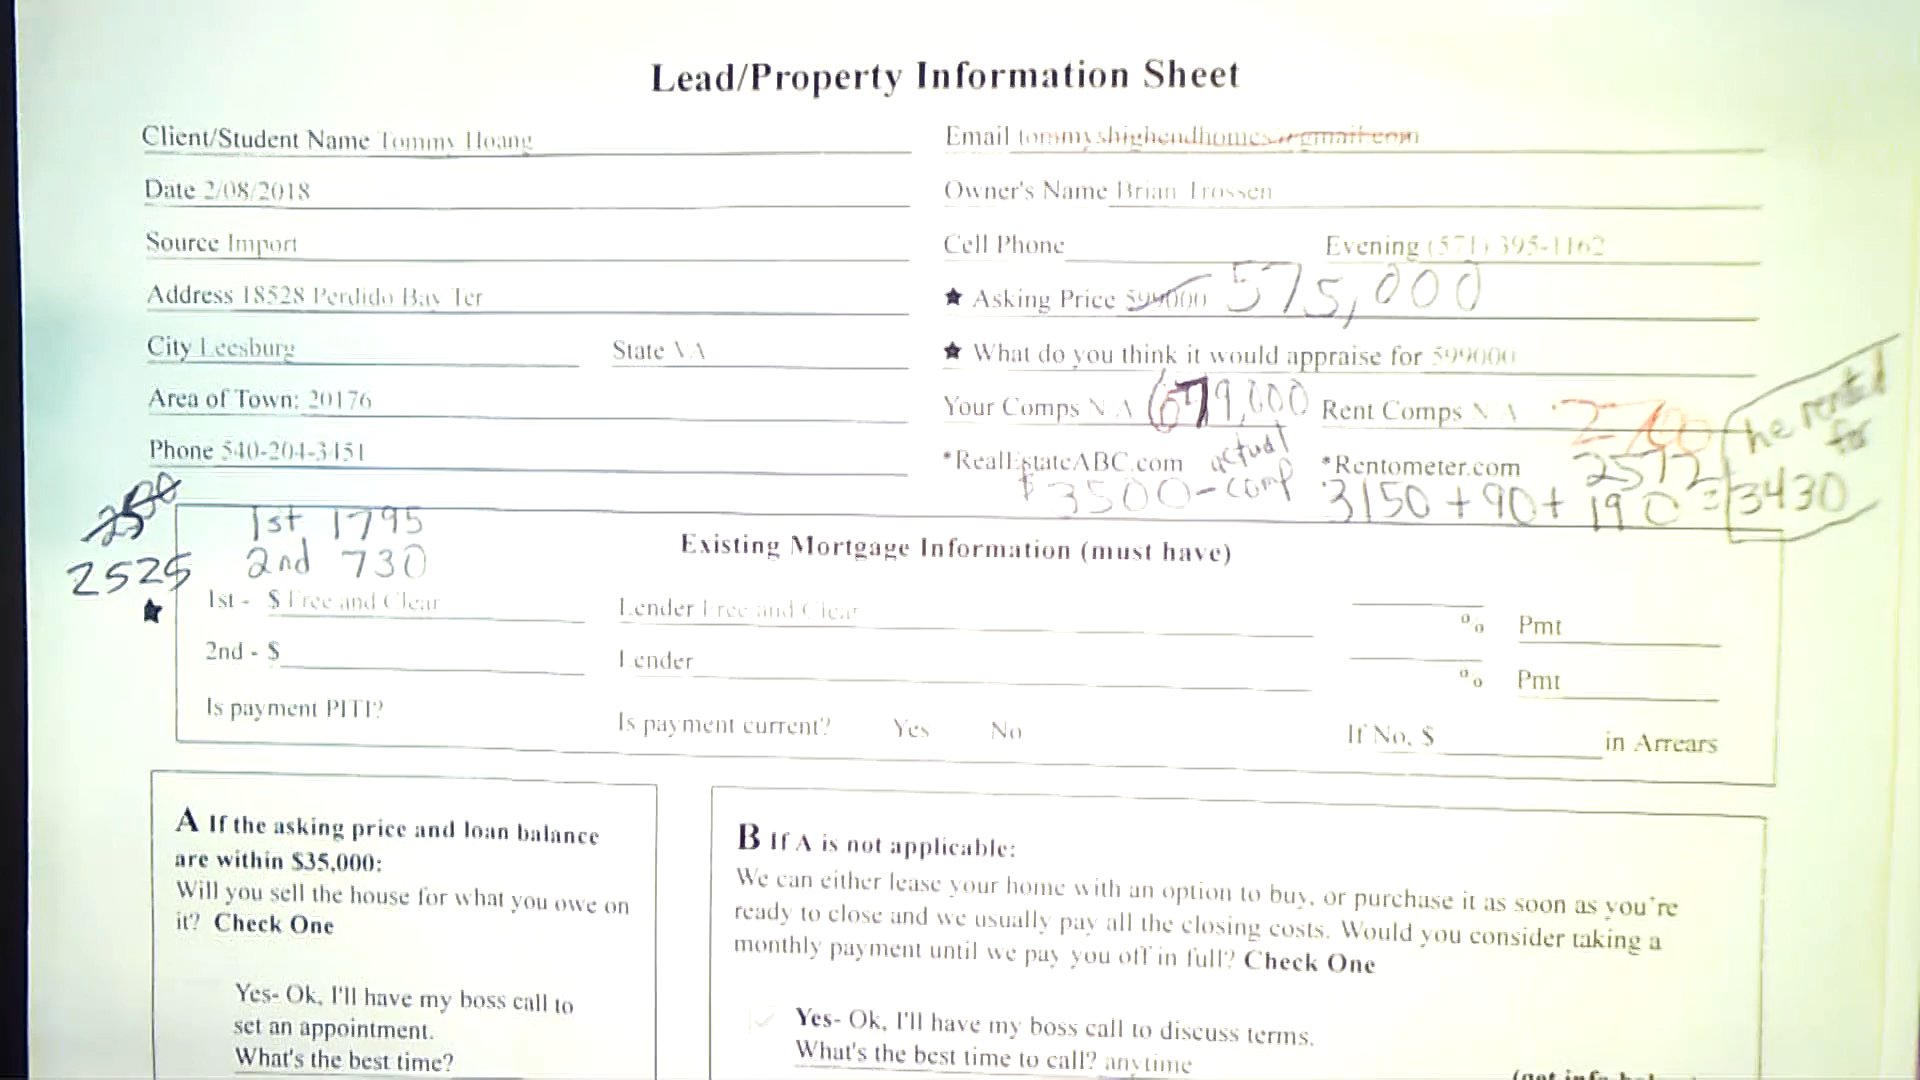 Lead/Property Information Sheet
Client/Student Name Tommy Hoang
Email tommyshighendhomes@gmail.com
Date 2/08/2018
Owner's Name Brian Trossen
Source Import
Cell Phone Evening (571) 395-1162
Address 18528 Perdido Bay Ter
★ Asking Price 599000 575,000
City Leesburg State VA
★ What do you think it would appraise for 599000
Area of Town: 20176
Your Comps N/A 679,000 Rent Comps N/A
he rented for
Phone 540-204-3451
*RealEstateABC.com actual comp *Rentometer.com 2572
$3500- 3150 + 90 + 190 = 3430
2525
1st 1795
2nd 730
Existing Mortgage Information (must have)
★ 1st - $ Free and Clear Lender Free and Clear % Pmt
2nd - $ Lender % Pmt
Is payment PITI? Is payment current? Yes No If No, $ in Arrears
A If the asking price and loan balance
are within $35,000:
Will you sell the house for what you owe on
it? Check One
Yes- Ok, I'll have my boss call to
set an appointment.
What's the best time?
B If A is not applicable:
We can either lease your home with an option to buy, or purchase it as soon as you're
ready to close and we usually pay all the closing costs. Would you consider taking a
monthly payment until we pay you off in full? Check One
Yes- Ok, I'll have my boss call to discuss terms.
What's the best time to call? anytime